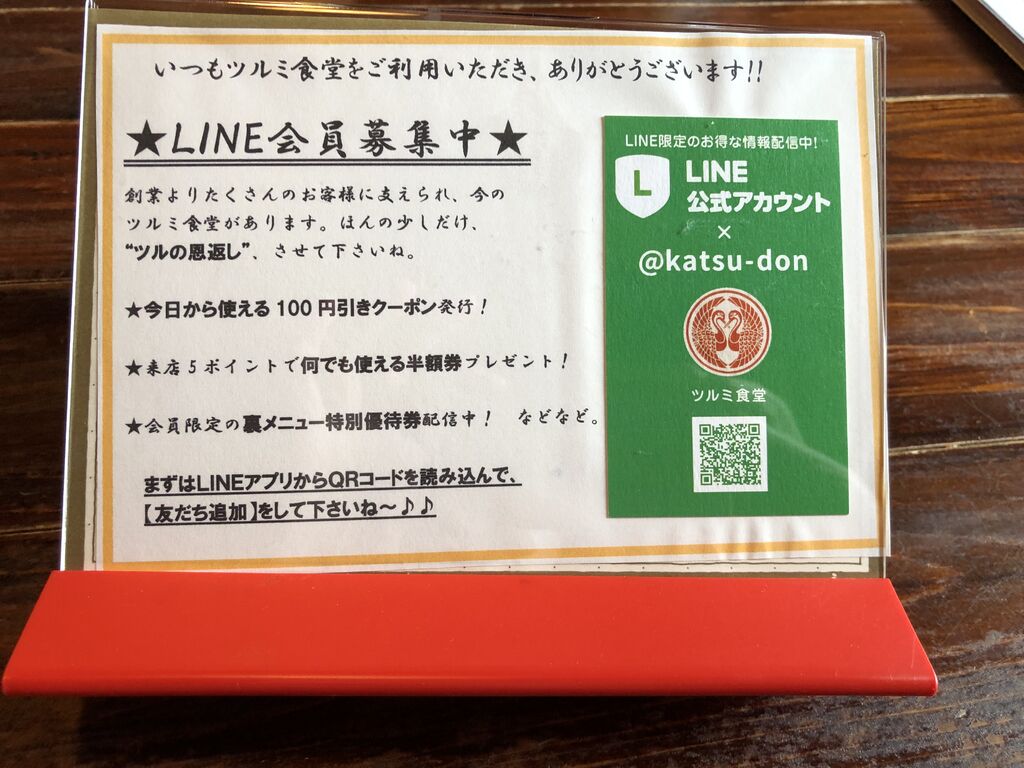 いつもツルミ食堂をご利用いただき、ありがとうございます!!
★LINE会員募集中★
創業よりたくさんのお客様に支えられ、今の
ツルミ食堂があります。ほんの少しだけ、
“ツルの恩返し”、させて下さいね。
★今日から使える100円引きクーポン発行!
★来店5ポイントで何でも使える半額券プレゼント!
★会員限定の裏メニュー特別優待券配信中! などなど。
まずはLINEアプリからQRコードを読み込んで、
【友だち追加】をして下さいね~♪♪
LINE限定のお得な情報配信中!
L
LINE
公式アカウント
×
@katsu-don
ツルミ食堂